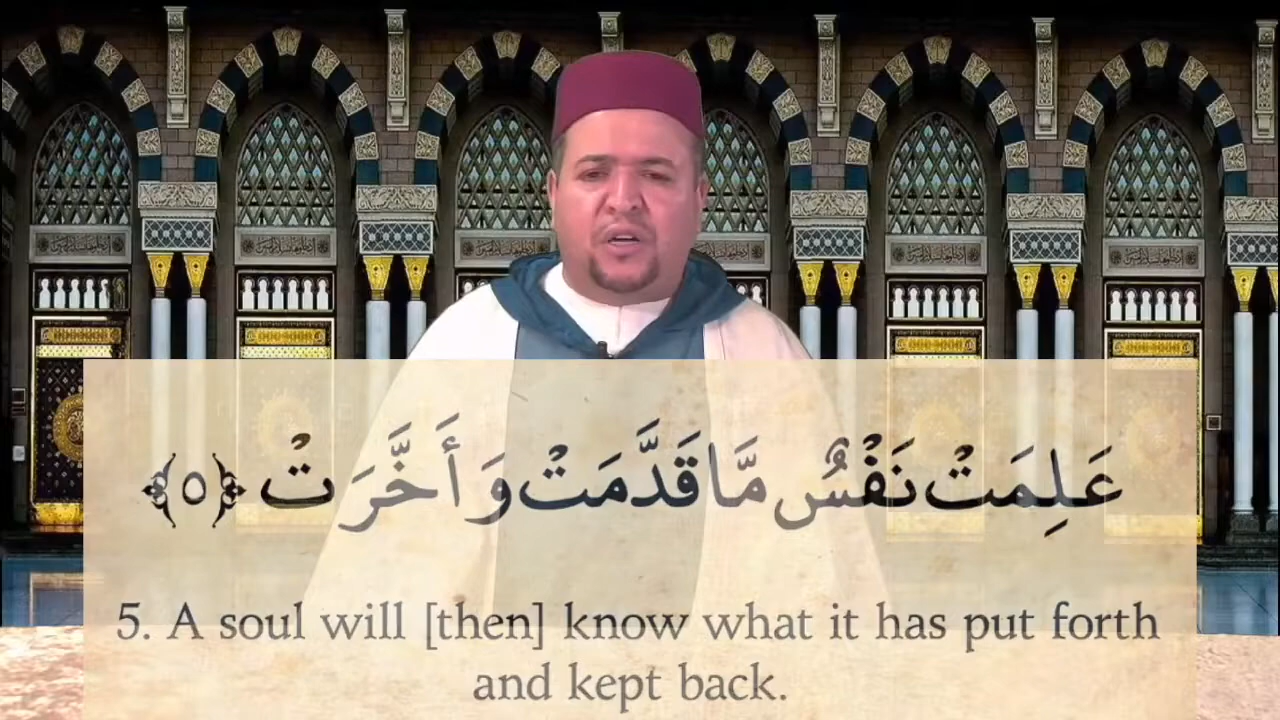 عَلِمَتْ نَفْسٌ مَّا قَدَّمَتْ وَأَخَّرَتْ ﴿٥﴾
5. A soul will [then] know what it has put forth
and kept back.